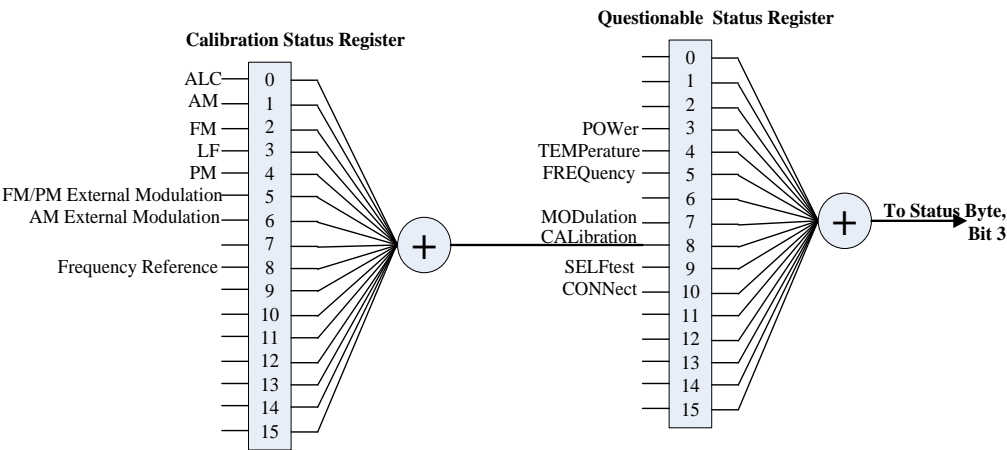 Questionable Status Register
Calibration Status Register
ALC 0
AM 1
FM 2
LF 3
PM 4
FM/PM External Modulation 5
AM External Modulation 6
7
Frequency Reference 8
9
10
11
12
13
14
15
+
0
1
2
POWer 3
TEMPerature 4
FREQuency 5
6
MODulation 7
CALibration 8
SELFtest 9
CONNect 10
11
12
13
14
15
+
To Status Byte,
Bit 3